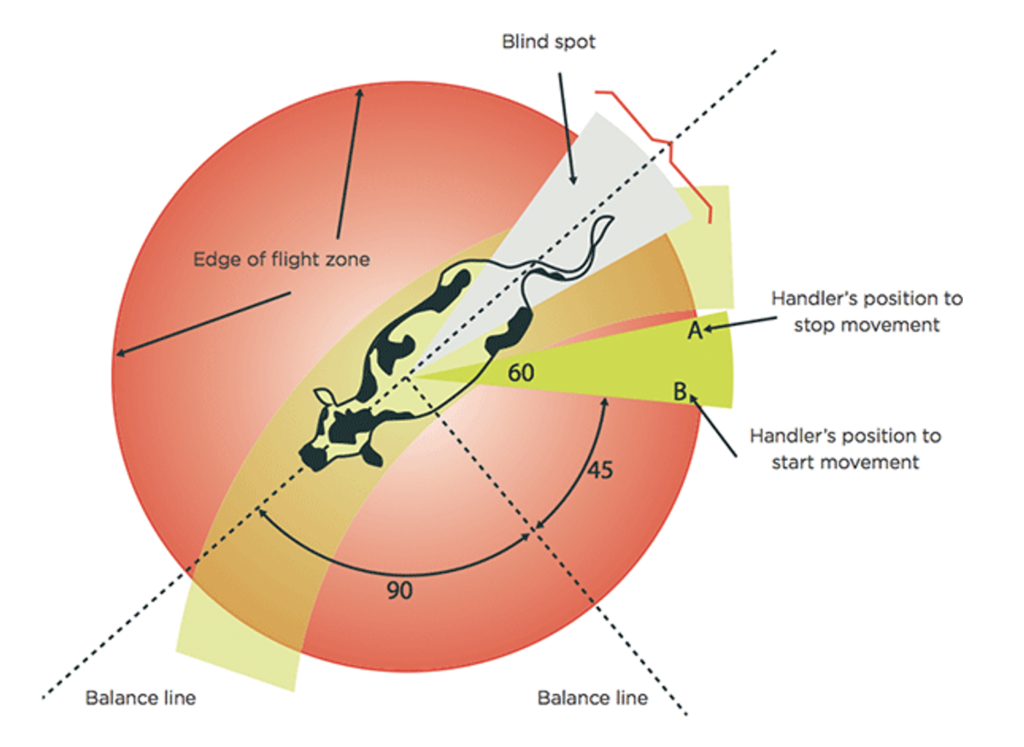 Blind spot
Edge of flight zone
Handler's position to
stop movement
A
60
B
Handler's position to
start movement
45
90
Balance line
Balance line